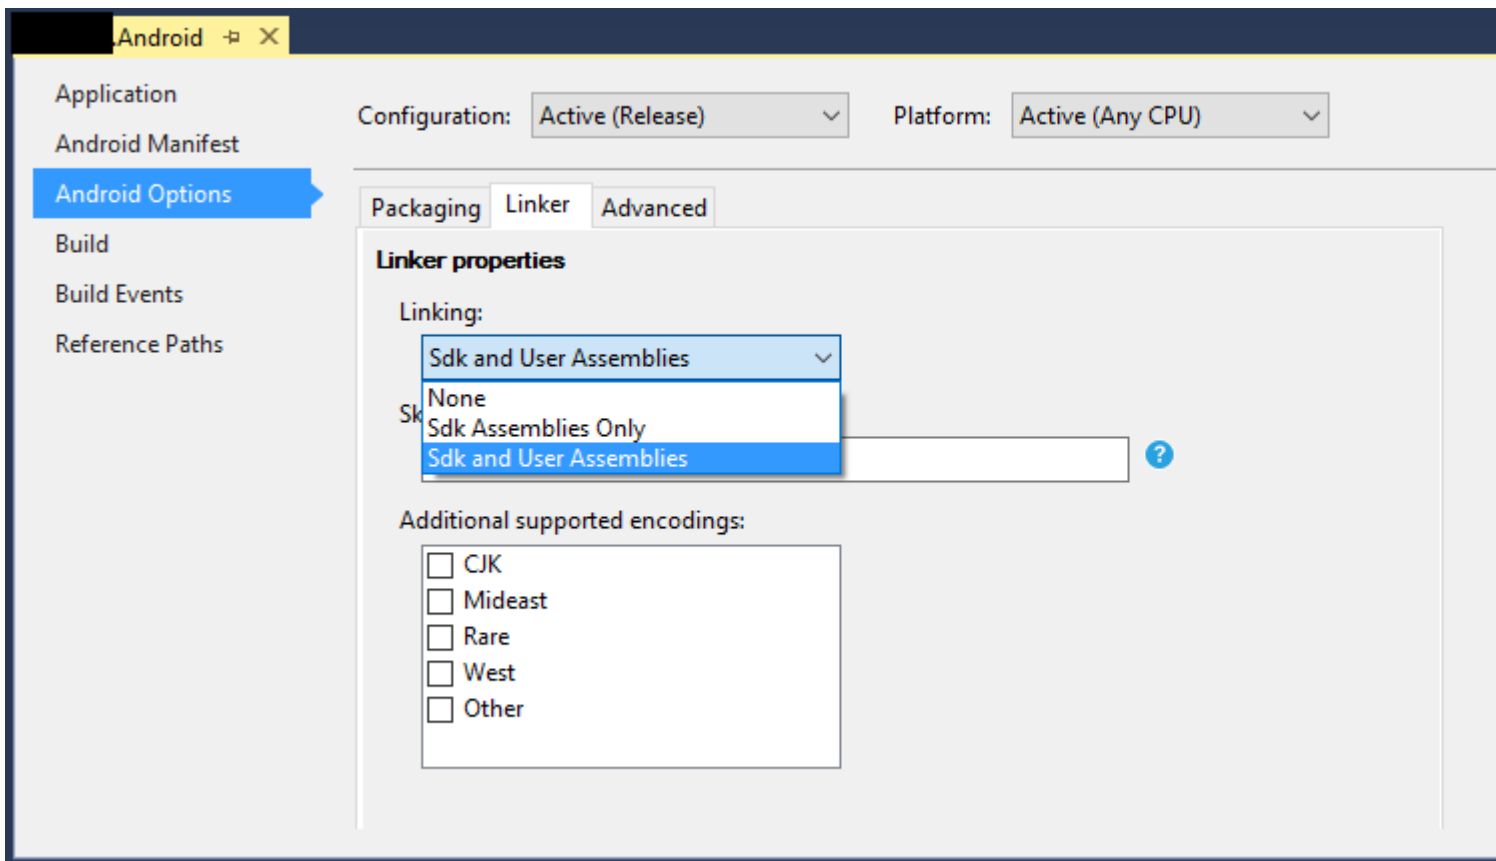 .Android
Application
Android Manifest
Android Options
Build
Build Events
Reference Paths
Configuration: Active (Release) Platform: Active (Any CPU)
Packaging Linker Advanced
Linker properties
Linking:
Sdk and User Assemblies
None
Sk
Sdk Assemblies Only
Sdk and User Assemblies
?
Additional supported encodings:
CJK
Mideast
Rare
West
Other